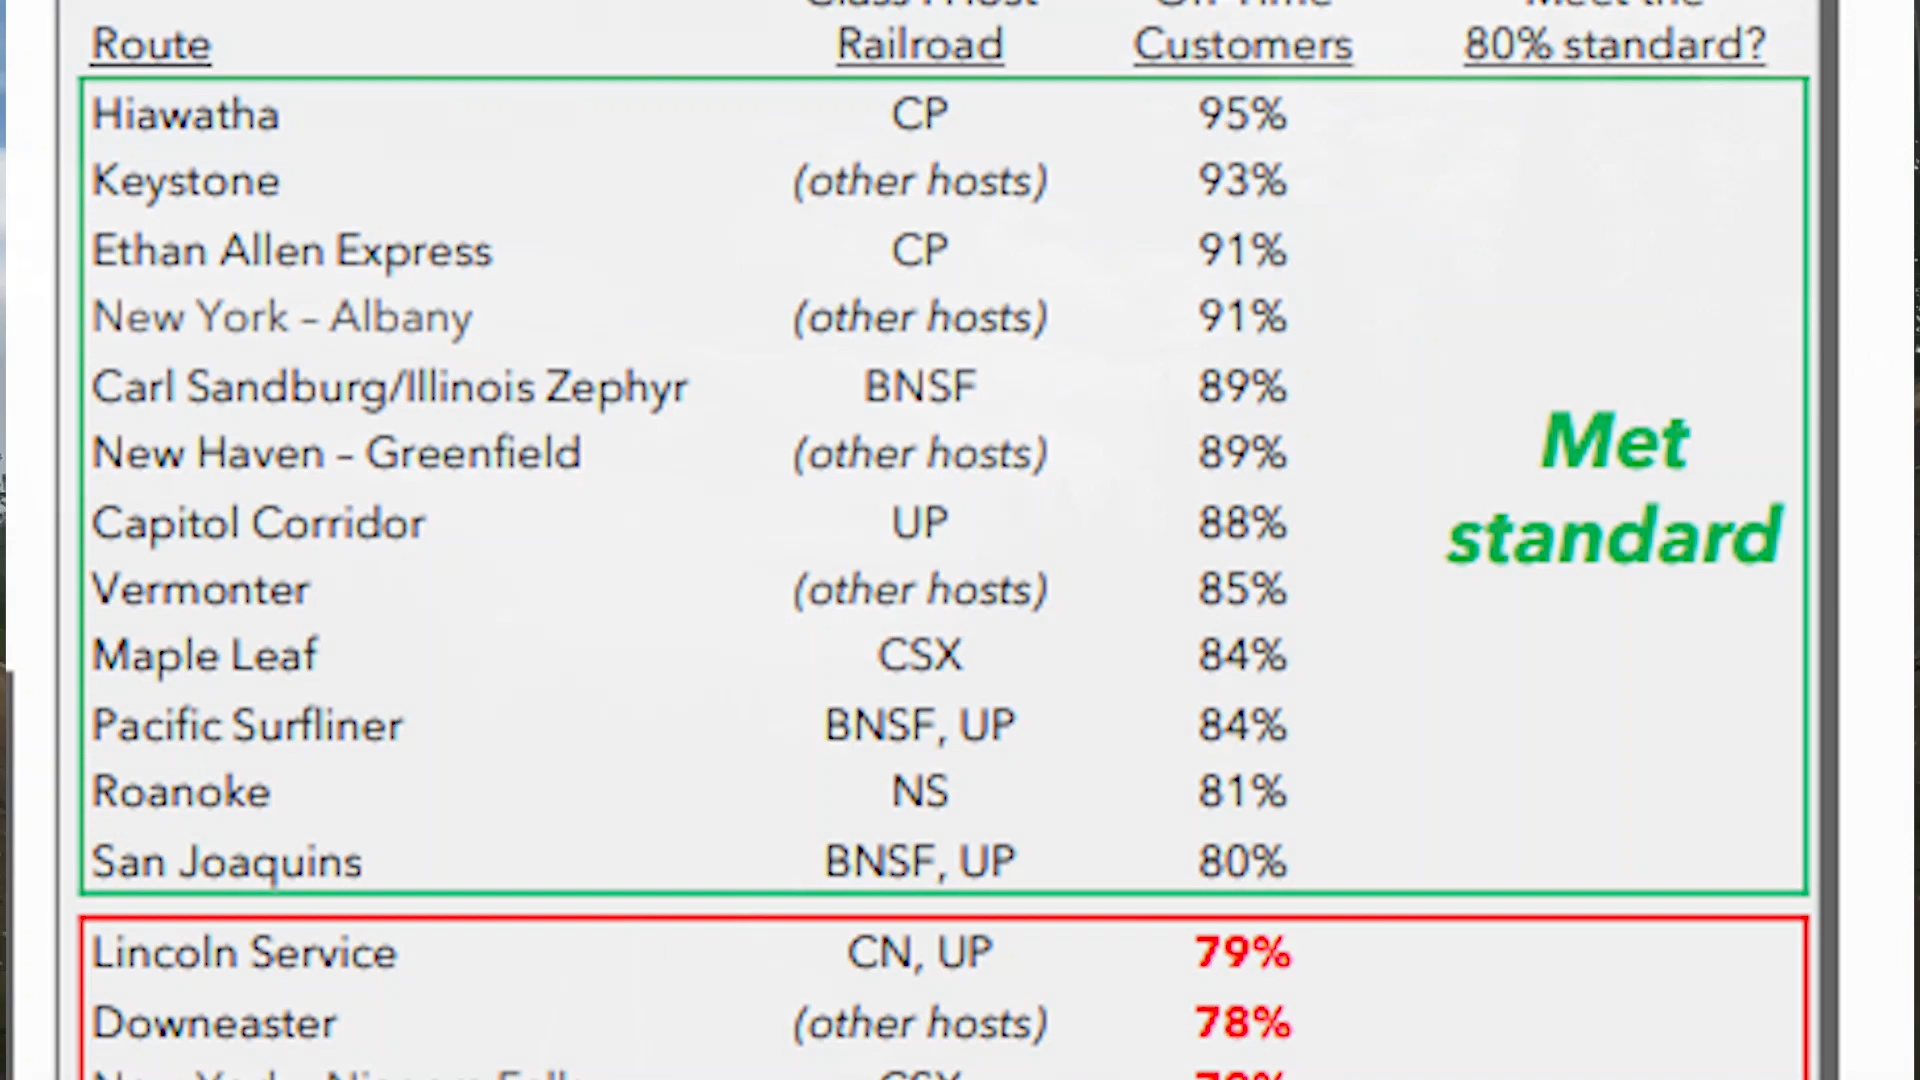 Route Railroad Customers 80% standard?
Hiawatha CP 95%
Keystone (other hosts) 93%
Ethan Allen Express CP 91%
New York – Albany (other hosts) 91%
Carl Sandburg/Illinois Zephyr BNSF 89%
New Haven – Greenfield (other hosts) 89%
Capitol Corridor UP 88%
Vermonter (other hosts) 85%
Maple Leaf CSX 84%
Pacific Surfliner BNSF, UP 84%
Roanoke NS 81%
San Joaquins BNSF, UP 80%
Met
standard
Lincoln Service CN, UP 79%
Downeaster (other hosts) 78%